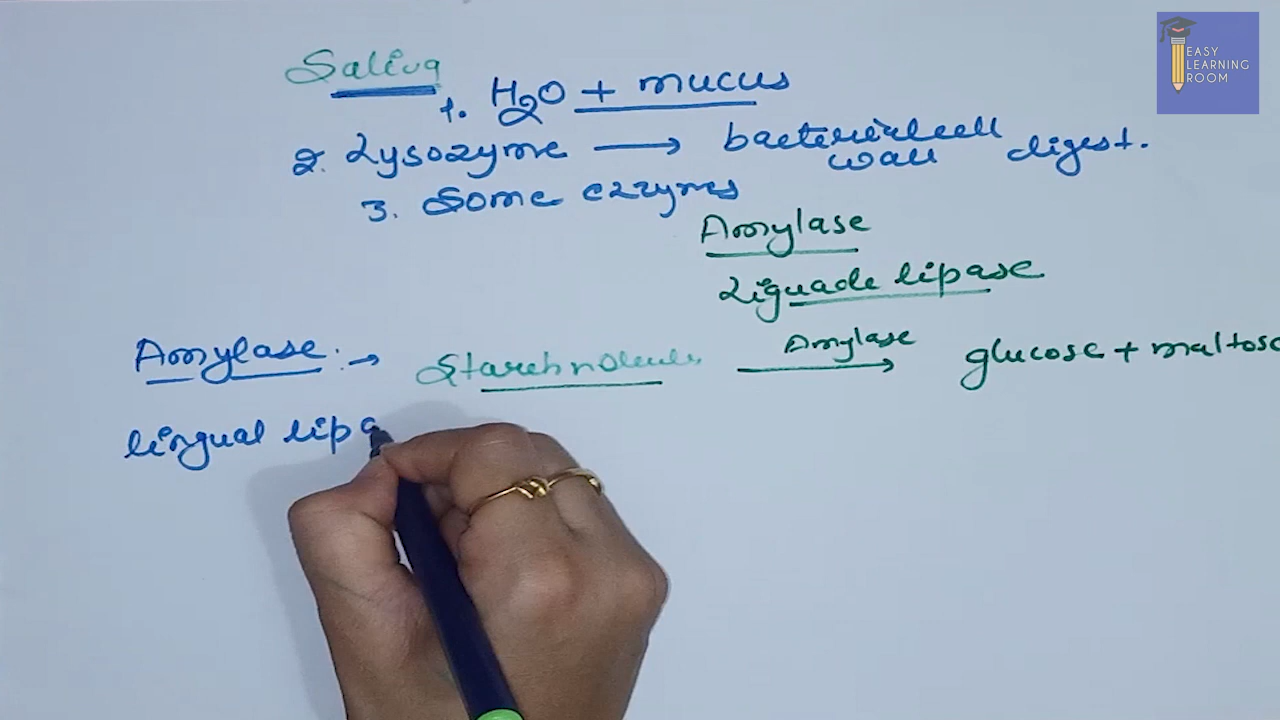 Saliva
1. H2O + mucus
2. Lysozyme → bacterial cell wall digest.
3. Some ezzymes
Amylase
Liguade lipase
Amylase :→ Starch molecule Amylase → glucose + maltose
lingual lipa
EASY
LEARNING
ROOM